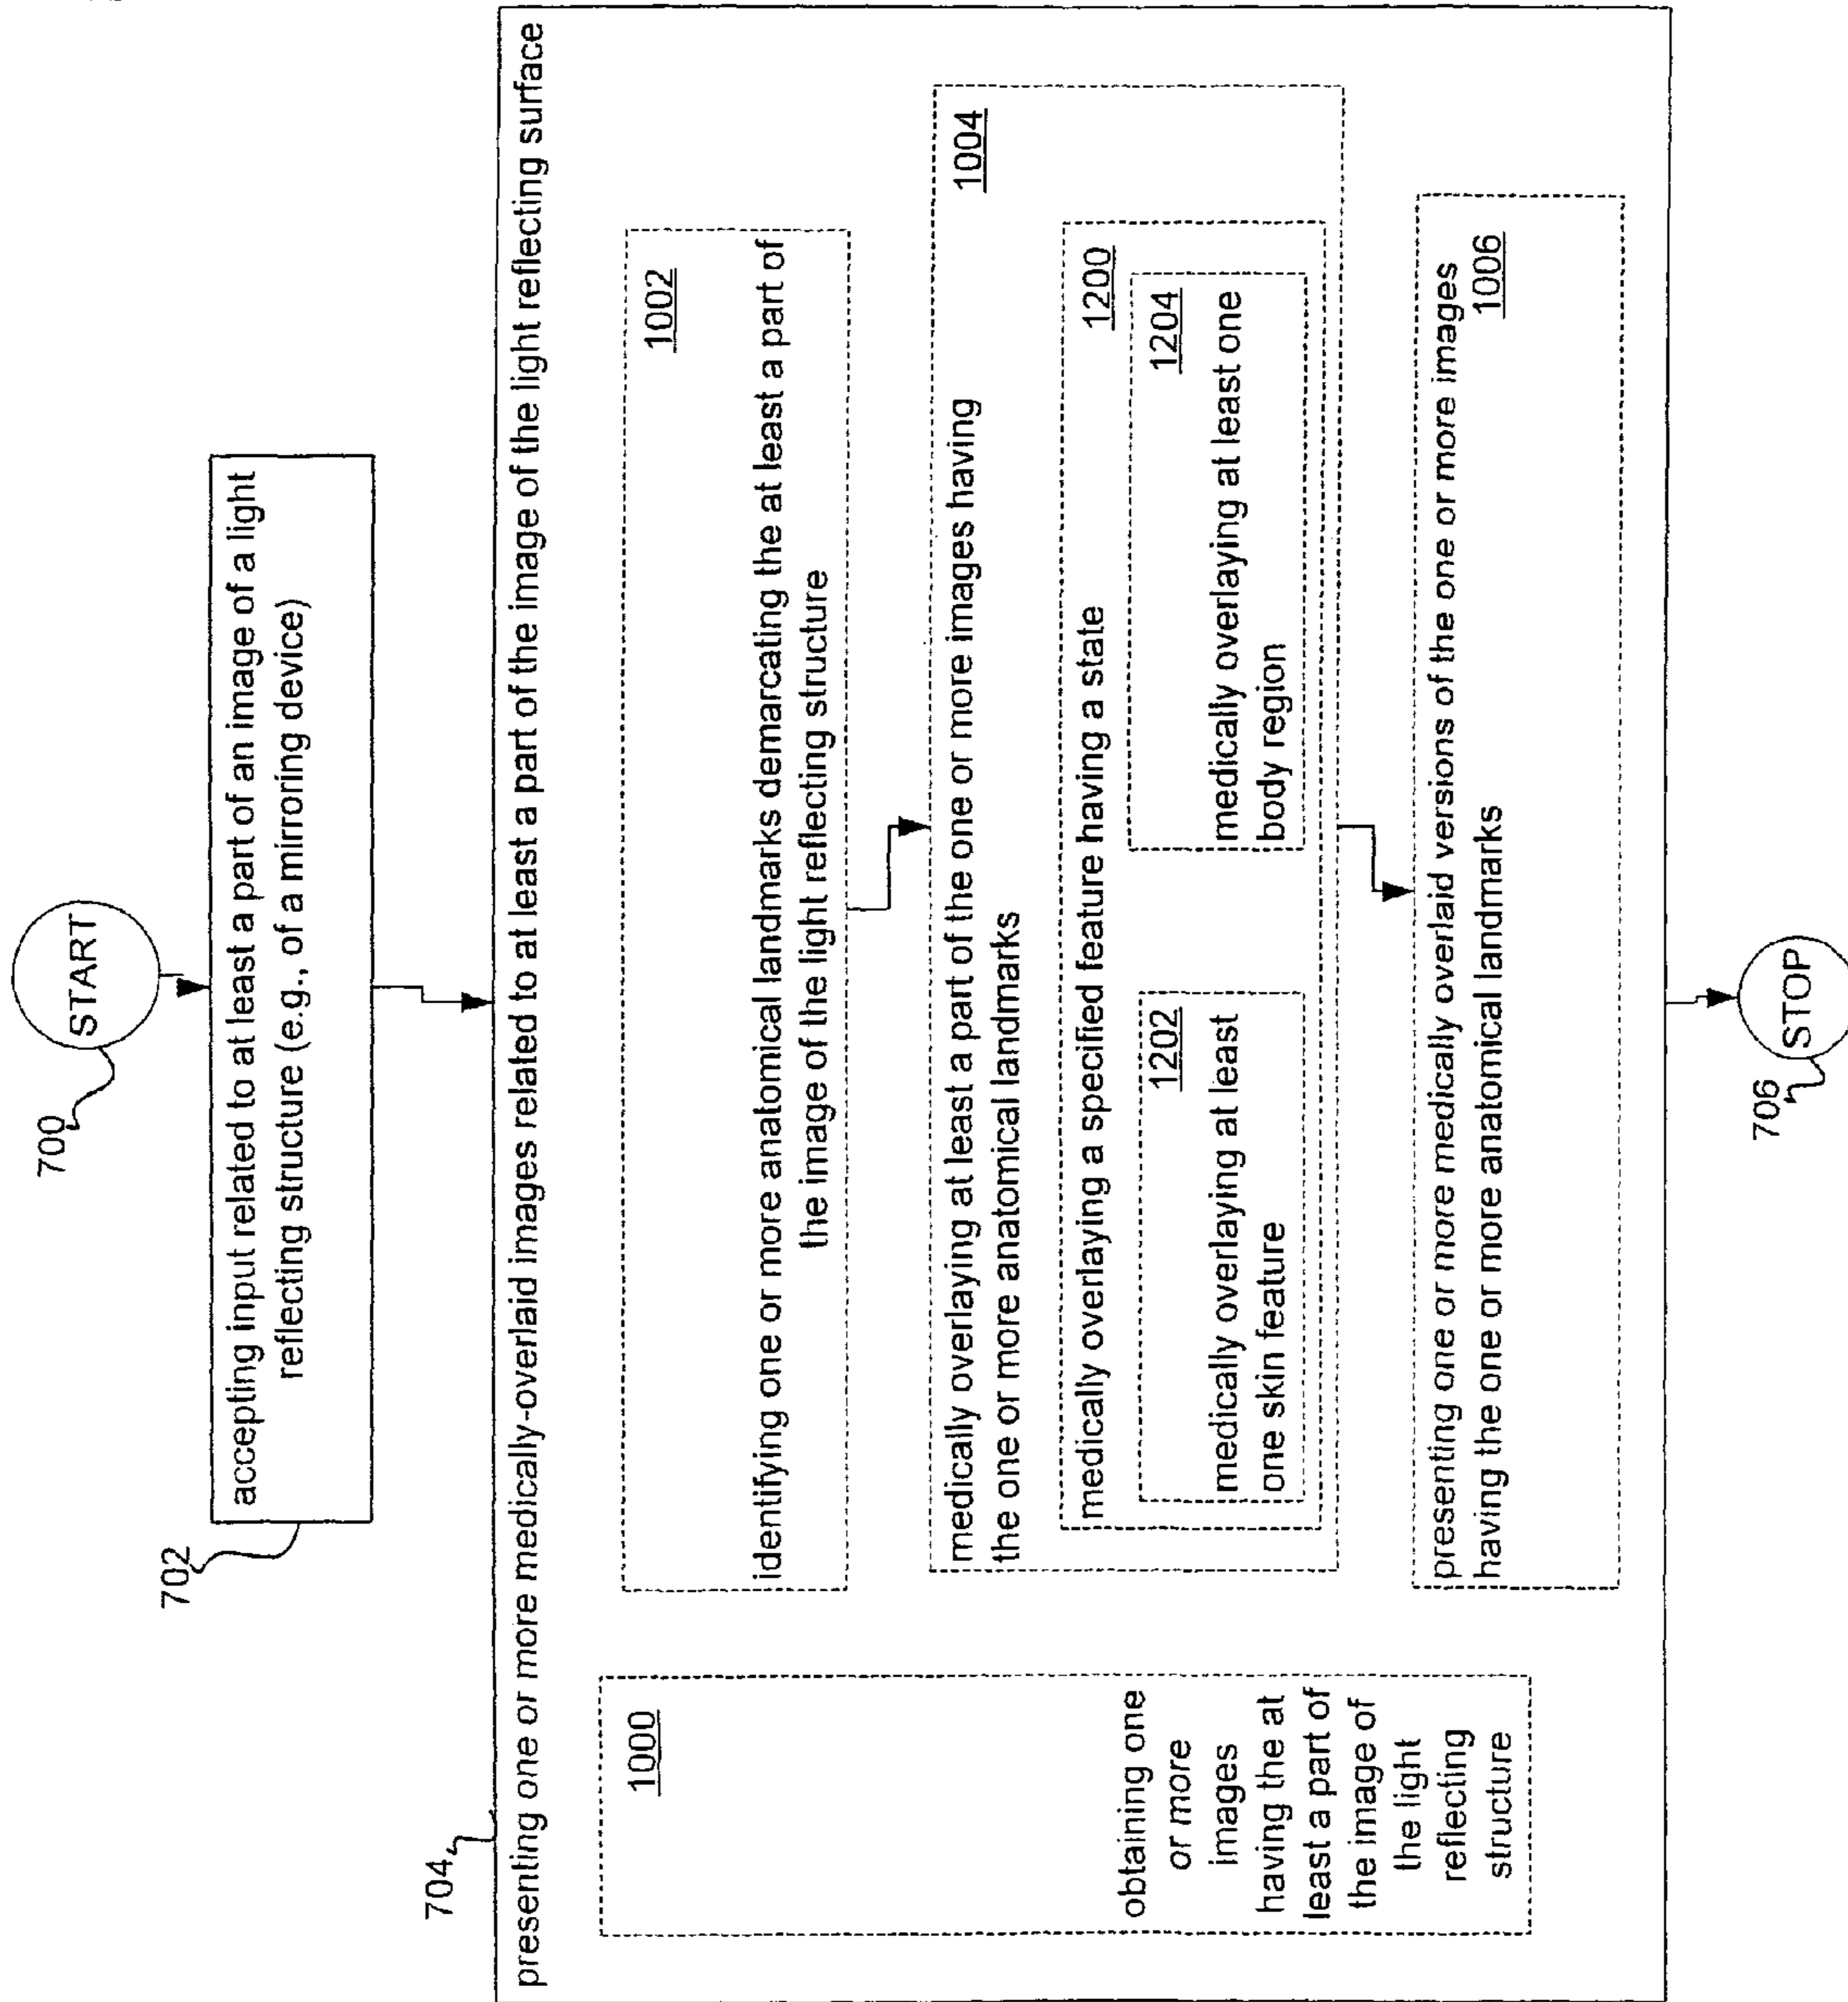 START
700
accepting input related to at least a part of an image of a light
reflecting structure (e.g., of a mirroring device)
702
704
presenting one or more medically-overlaid images related to at least a part of the image of the light reflecting surface
1000
obtaining one
or more
images
having the at
least a part of
the image of
the light
reflecting
structure
1002
identifying one or more anatomical landmarks demarcating the at least a part of
the image of the light reflecting structure
1004
medically overlaying at least a part of the one or more images having
the one or more anatomical landmarks
1200
medically overlaying a specified feature having a state
1202
medically overlaying at least
one skin feature
1204
medically overlaying at least one
body region
presenting one or more medically overlaid versions of the one or more images
having the one or more anatomical landmarks
1006
STOP
706